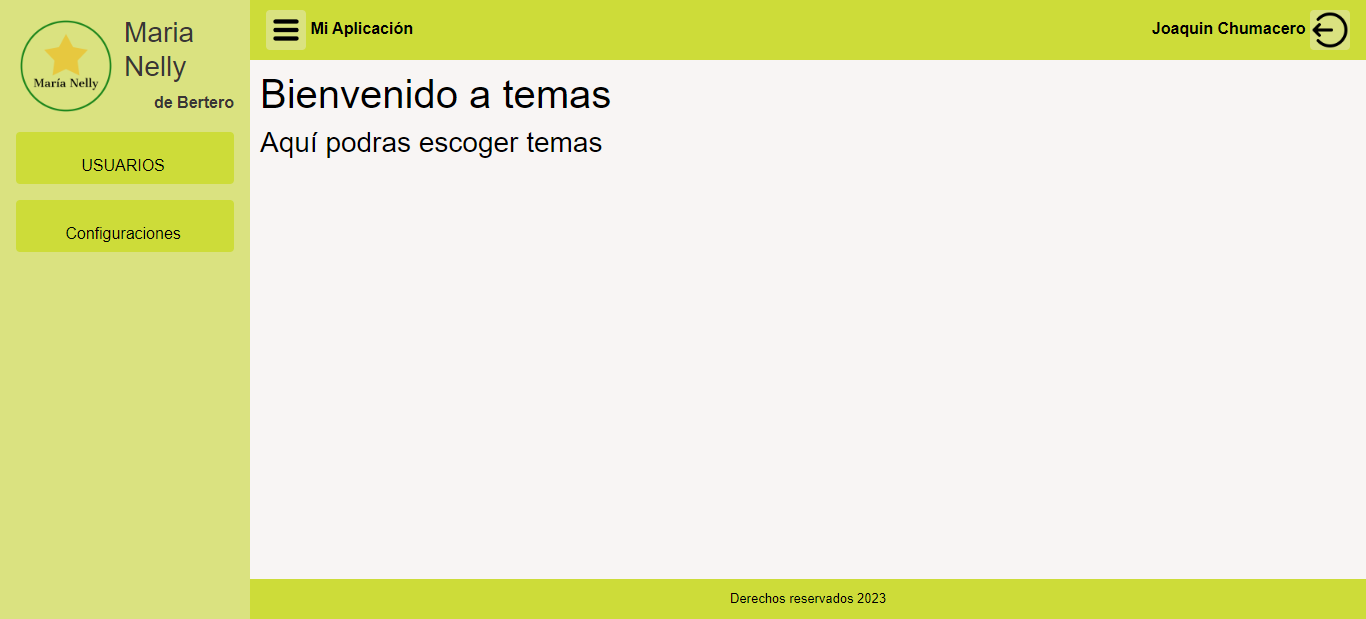 Maria
Nelly
María Nelly
de Bertero
USUARIOS
Configuraciones
Mi Aplicación
Joaquin Chumacero
Bienvenido a temas
Aquí podras escoger temas
Derechos reservados 2023